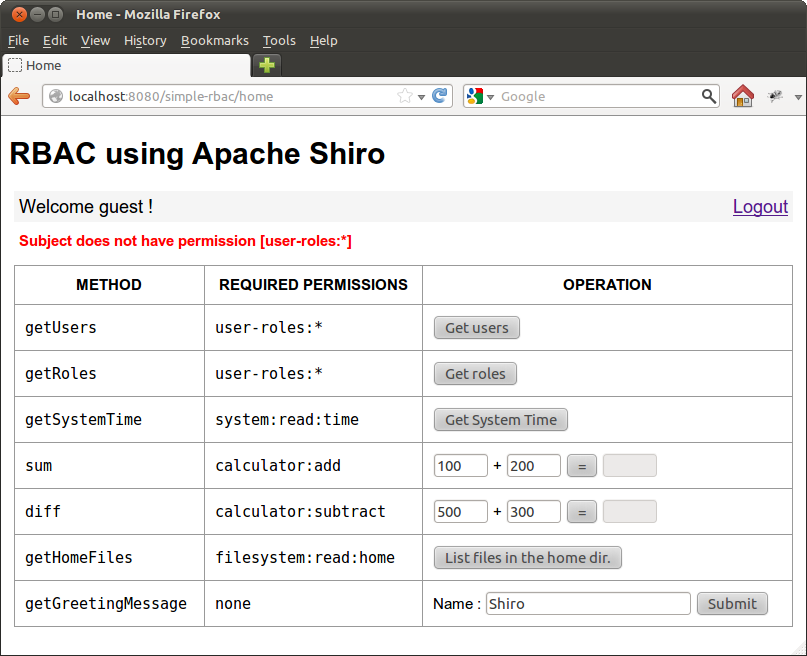 Home - Mozilla Firefox
File Edit View History Bookmarks Tools Help
Home
localhost:8080/simple-rbac/home Google
RBAC using Apache Shiro
Welcome guest ! Logout
Subject does not have permission [user-roles:*]
METHOD REQUIRED PERMISSIONS OPERATION
getUsers user-roles:* Get users
getRoles user-roles:* Get roles
getSystemTime system:read:time Get System Time
sum calculator:add 100 + 200 =
diff calculator:subtract 500 + 300 =
getHomeFiles filesystem:read:home List files in the home dir.
getGreetingMessage none Name : Shiro Submit